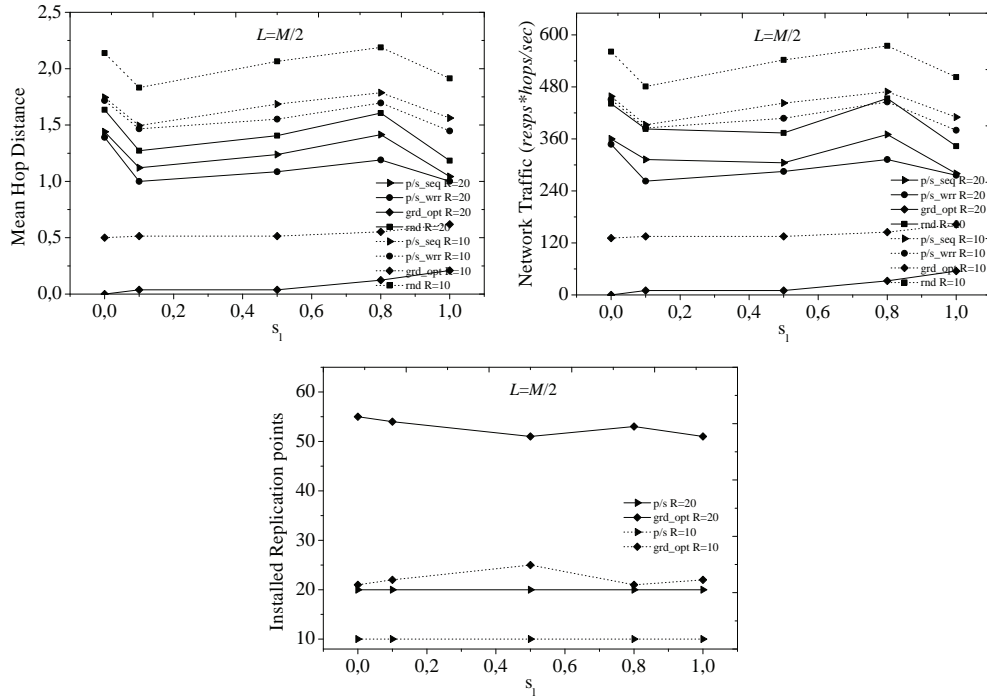 L=M/2
2,5
2,0
1,5
1,0
0,5
0,0
Mean Hop Distance
p/s_seq R=20
p/s_wrr R=20
grd_opt R=20
rnd R=20
p/s_seq R=10
p/s_wrr R=10
grd_opt R=10
rnd R=10
0,0 0,2 0,4 0,6 0,8 1,0
s_l
L=M/2
600
480
360
240
120
0
Network Traffic (resps*hops/sec)
p/s_seq R=20
p/s_wrr R=20
grd_opt R=20
rnd R=20
p/s_seq R=10
p/s_wrr R=10
grd_opt R=10
rnd R=10
0,0 0,2 0,4 0,6 0,8 1,0
s_l
L=M/2
60
50
40
30
20
10
Installed Replication points
p/s R=20
grd_opt R=20
p/s R=10
grd_opt R=10
0,0 0,2 0,4 0,6 0,8 1,0
s_l